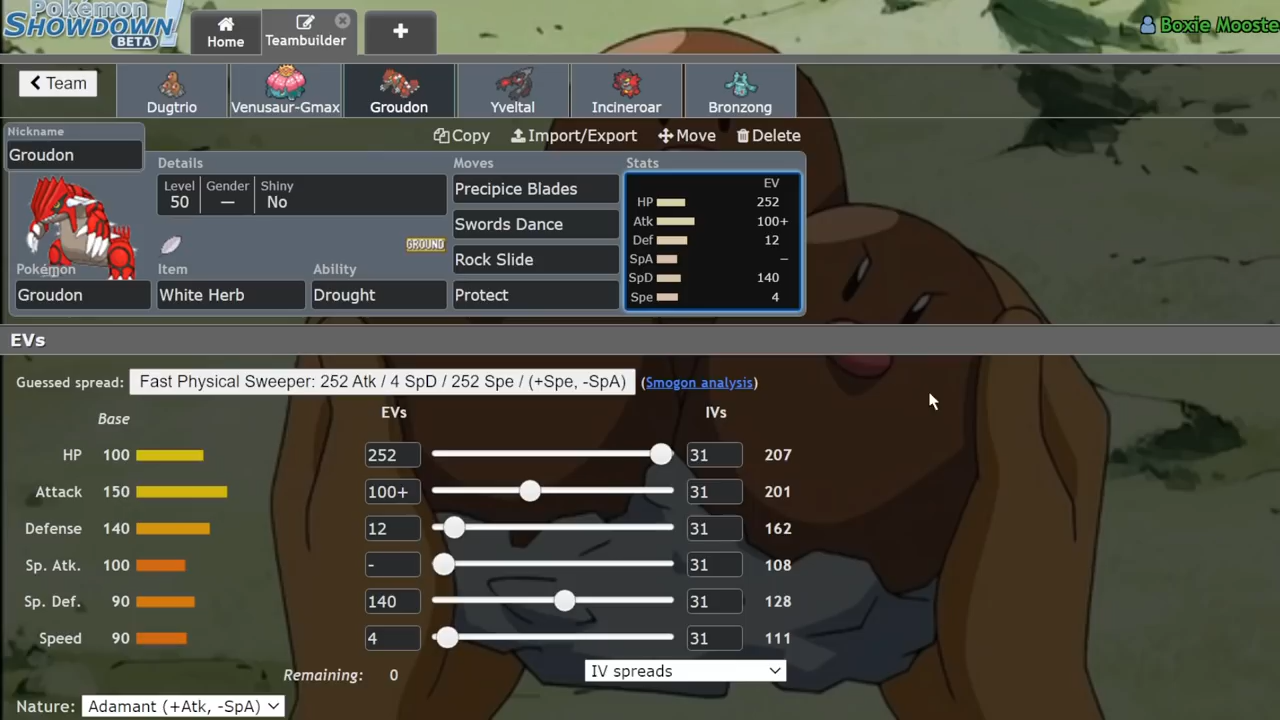 Pokémon
SHOWDOWN!
BETA
Home
Teambuilder
Boxie Mooste
Team
Dugtrio
Venusaur-Gmax
Groudon
Yveltal
Incineroar
Bronzong
Copy
Import/Export
Move
Delete
Nickname
Groudon
Details
Level Gender Shiny
50 — No
GROUND
Pokémon
Groudon
Item
White Herb
Ability
Drought
Moves
Precipice Blades
Swords Dance
Rock Slide
Protect
Stats
EV
HP 252
Atk 100+
Def 12
SpA –
SpD 140
Spe 4
EVs
Guessed spread: Fast Physical Sweeper: 252 Atk / 4 SpD / 252 Spe / (+Spe, -SpA) (Smogon analysis)
Base EVs IVs
HP 100 252 31 207
Attack 150 100+ 31 201
Defense 140 12 31 162
Sp. Atk. 100 - 31 108
Sp. Def. 90 140 31 128
Speed 90 4 31 111
Remaining: 0
IV spreads
Nature: Adamant (+Atk, -SpA)